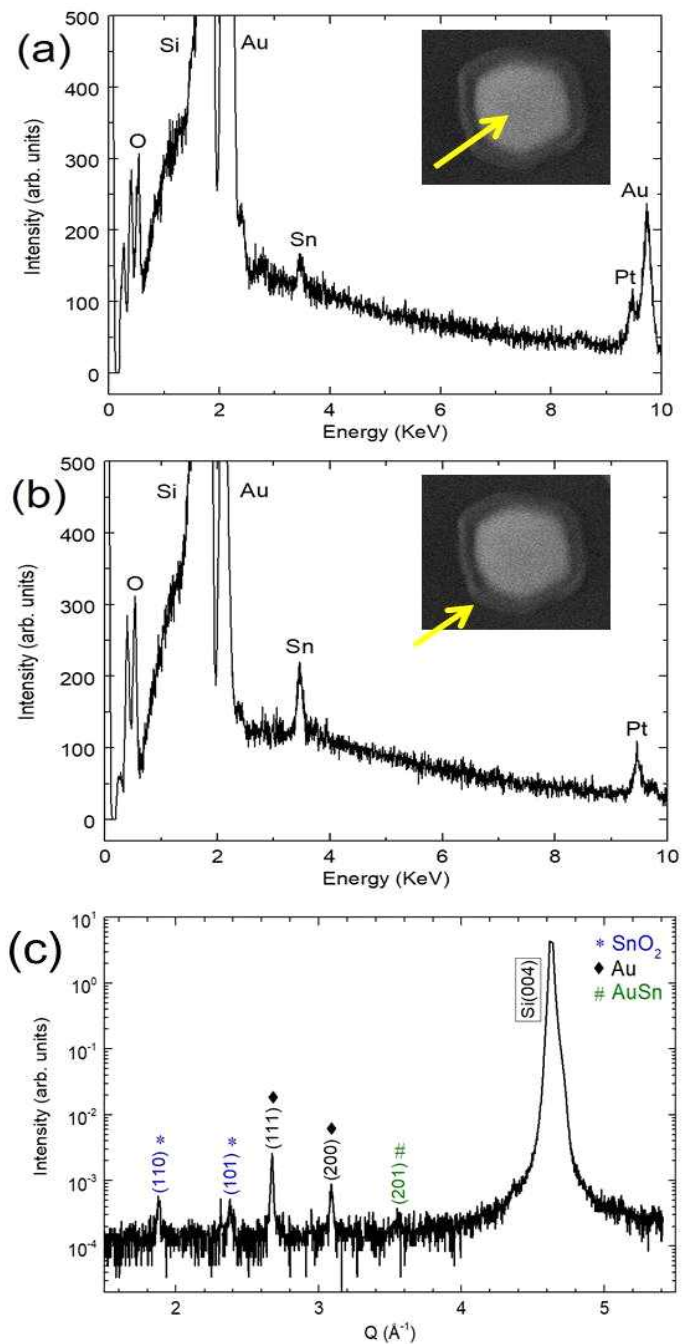 (a)
500
400
300
200
100
0
Intensity (arb. units)
Si
Au
O
Sn
Au
Pt
0 2 4 6 8 10
Energy (KeV)
(b)
500
400
300
200
100
0
Intensity (arb. units)
Si
Au
O
Sn
Pt
0 2 4 6 8 10
Energy (KeV)
(c)
10¹
10⁰
10⁻¹
10⁻²
10⁻³
10⁻⁴
Intensity (arb. units)
* SnO₂
♦ Au
# AuSn
Si(004)
(110) *
(101) *
(111) ♦
(200) ♦
(201) #
2 3 4 5
Q (Å⁻¹)